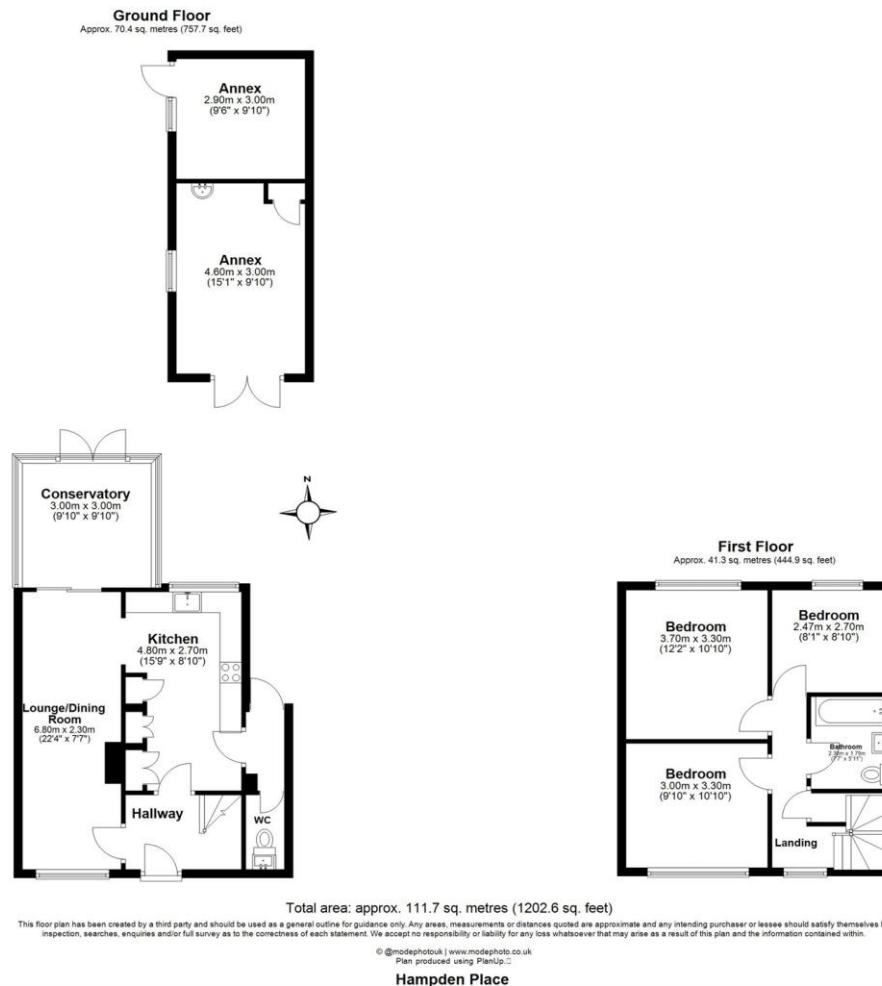 Ground Floor
Approx. 70.4 sq. metres (757.7 sq. feet)
Annex
2.90m x 3.00m
(9'6" x 9'10")
Annex
4.60m x 3.00m
(15'1" x 9'10")
Conservatory
3.00m x 3.00m
(9'10" x 9'10")
N
Kitchen
4.80m x 2.70m
(15'9" x 8'10")
Lounge/Dining
Room
6.80m x 2.30m
(22'4" x 7'7")
Hallway
WC
First Floor
Approx. 41.3 sq. metres (444.9 sq. feet)
Bedroom
3.70m x 3.30m
(12'2" x 10'10")
Bedroom
2.47m x 2.70m
(8'1" x 8'10")
Bathroom
(7'7" x 5'11")
Bedroom
3.00m x 3.30m
(9'10" x 10'10")
Landing
Total area: approx. 111.7 sq. metres (1202.6 sq. feet)
This floor plan has been created by a third party and should be used as a general outline for guidance only. Any areas, measurements or distances quoted are approximate and any intending purchaser or lessee should satisfy themselves
inspection, searches, enquiries and/or full survey as to the correctness of each statement. We accept no responsibility or liability for any loss whatsoever that may arise as a result of this plan and the information contained within.
© @modephotouk | www.modephoto.co.uk
Plan produced using PlanUp.
Hampden Place